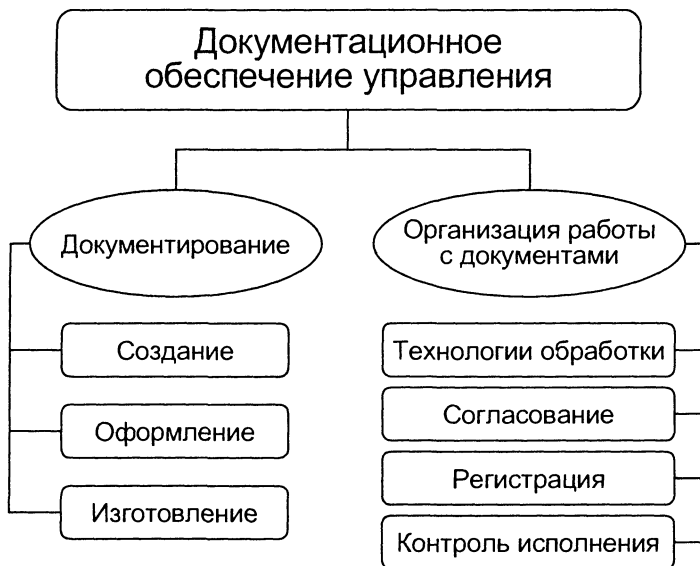 Документационное
обеспечение управления
Документирование
Создание
Оформление
Изготовление
Организация работы
с документами
Технологии обработки
Согласование
Регистрация
Контроль исполнения